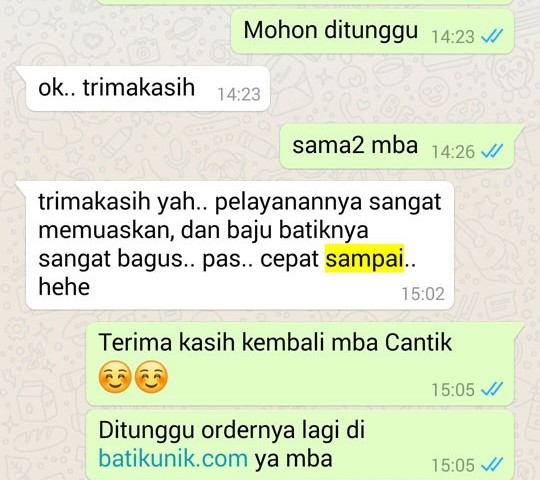 Mohon ditunggu 14:23
ok.. trimakasih 14:23
sama2 mba 14:26
trimakasih yah.. pelayanannya sangat
memuaskan, dan baju batiknya
sangat bagus.. pas.. cepat sampai..
hehe 15:02
Terima kasih kembali mba Cantik
15:05
Ditunggu ordernya lagi di
batikunik.com ya mba 15:05